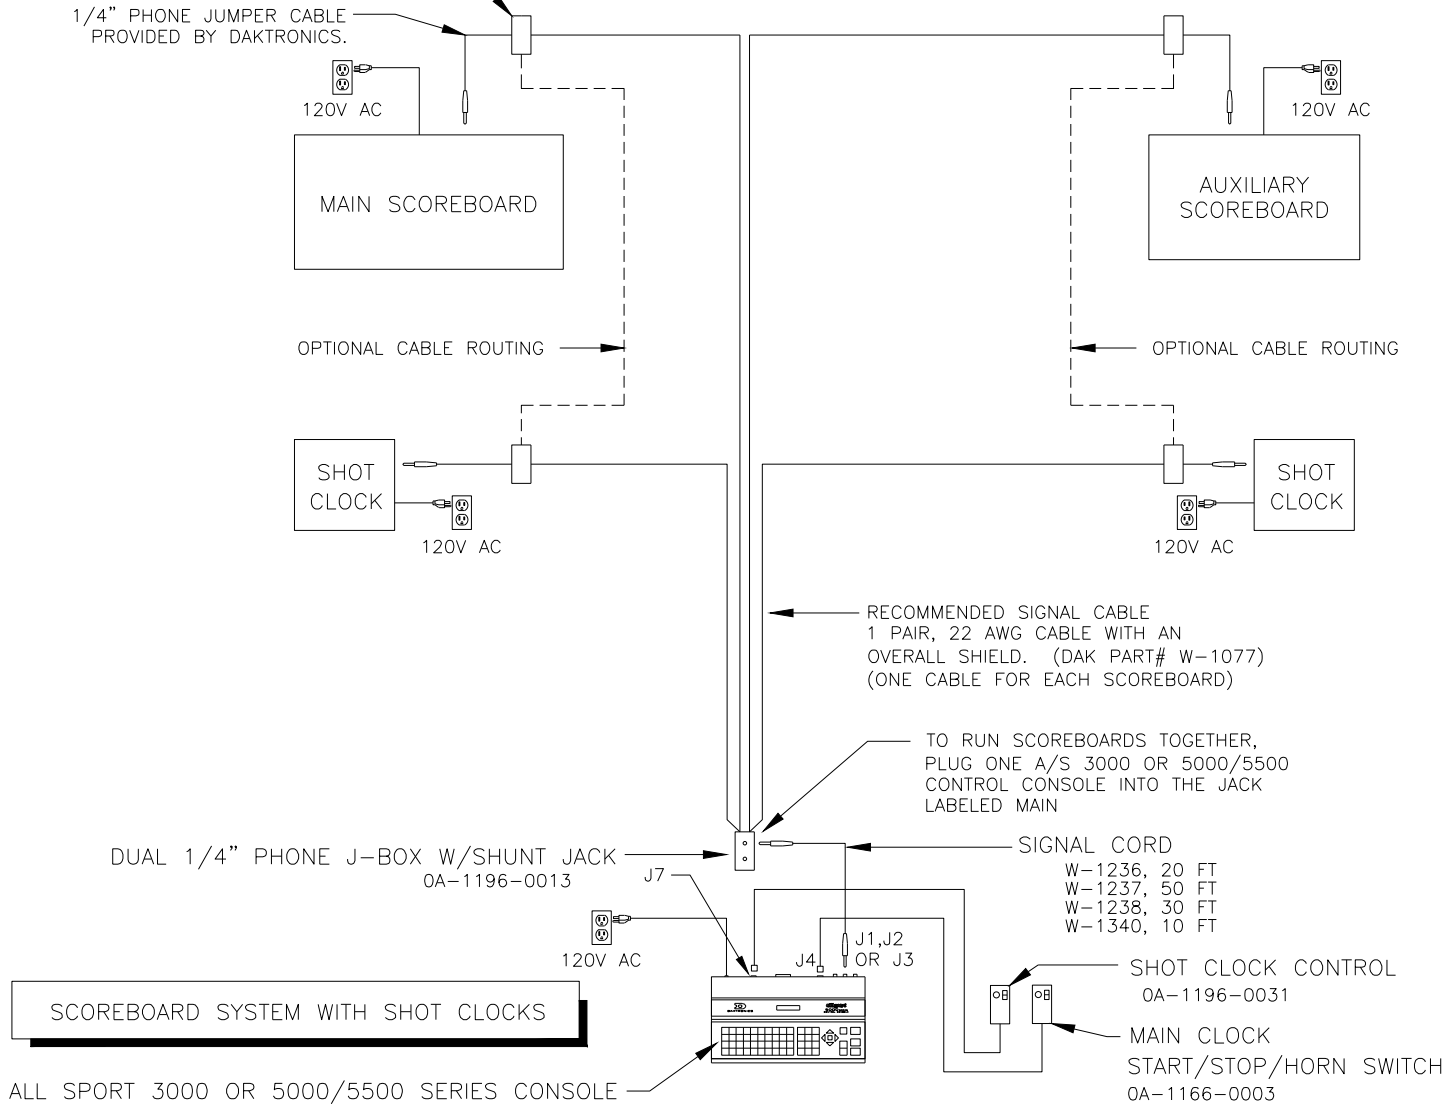 1/4” PHONE JUMPER CABLE
PROVIDED BY DAKTRONICS.
120V AC
120V AC
MAIN SCOREBOARD
AUXILIARY
SCOREBOARD
OPTIONAL CABLE ROUTING
OPTIONAL CABLE ROUTING
SHOT
CLOCK
120V AC
SHOT
CLOCK
120V AC
RECOMMENDED SIGNAL CABLE
1 PAIR, 22 AWG CABLE WITH AN
OVERALL SHIELD. (DAK PART# W-1077)
(ONE CABLE FOR EACH SCOREBOARD)
TO RUN SCOREBOARDS TOGETHER,
PLUG ONE A/S 3000 OR 5000/5500
CONTROL CONSOLE INTO THE JACK
LABELED MAIN
DUAL 1/4” PHONE J-BOX W/SHUNT JACK
0A-1196-0013
SIGNAL CORD
W-1236, 20 FT
W-1237, 50 FT
W-1238, 30 FT
W-1340, 10 FT
J7
120V AC
J4
J1,J2
OR J3
DAKTRONICS
SHOT CLOCK CONTROL
0A-1196-0031
MAIN CLOCK
START/STOP/HORN SWITCH
0A-1166-0003
SCOREBOARD SYSTEM WITH SHOT CLOCKS
ALL SPORT 3000 OR 5000/5500 SERIES CONSOLE